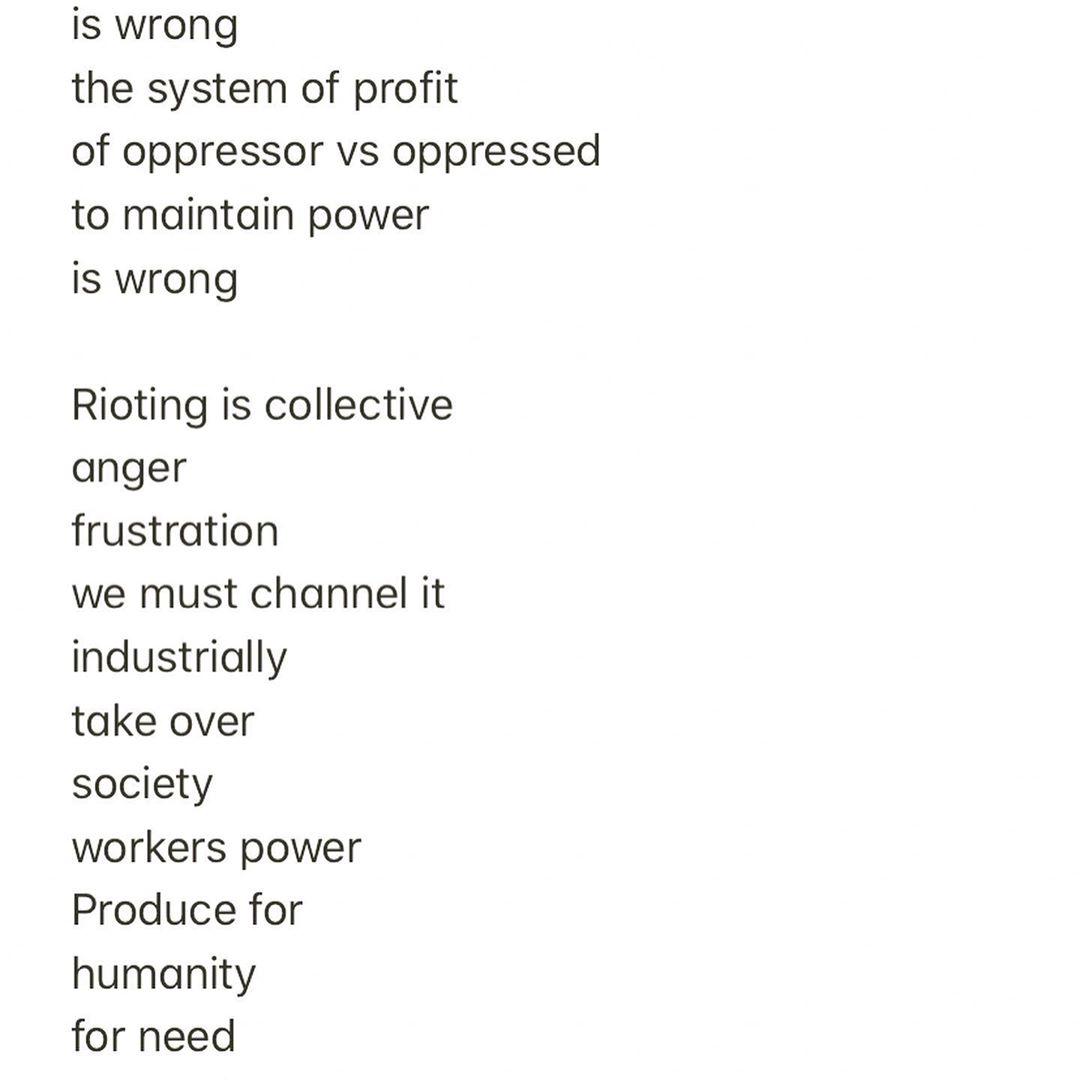 is wrong
the system of profit
of oppressor vs oppressed
to maintain power
is wrong
Rioting is collective
anger
frustration
we must channel it
industrially
take over
society
workers power
Produce for
humanity
for need